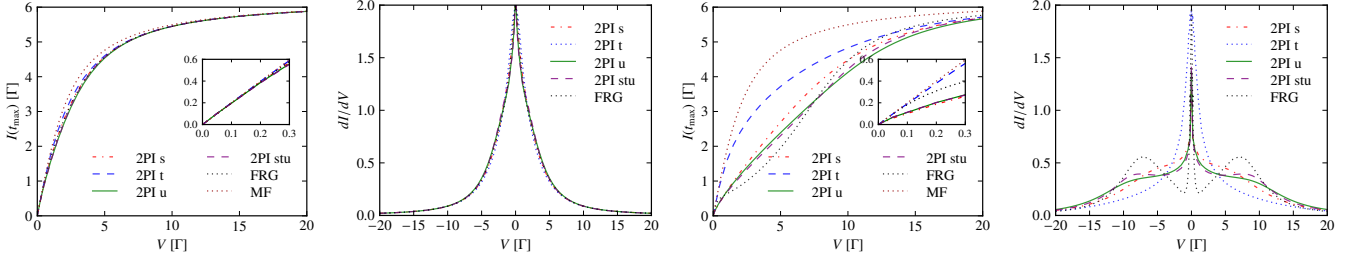 6
5
4
3
2
1
0
I(t_max) [Γ]
0 5 10 15 20
V [Γ]
0.6
0.4
0.2
0.0
0.0 0.1 0.2 0.3
2PI s 2PI stu
2PI t FRG
2PI u MF
2.0
1.5
1.0
0.5
0.0
dI/dV
−20 −15 −10 −5 0 5 10 15 20
V [Γ]
2PI s
2PI t
2PI u
2PI stu
FRG
6
5
4
3
2
1
0
I(t_max) [Γ]
0 5 10 15 20
V [Γ]
0.6
0.4
0.2
0.0
0.0 0.1 0.2 0.3
2PI s 2PI stu
2PI t FRG
2PI u MF
2.0
1.5
1.0
0.5
0.0
dI/dV
−20 −15 −10 −5 0 5 10 15 20
V [Γ]
2PI s
2PI t
2PI u
2PI stu
FRG